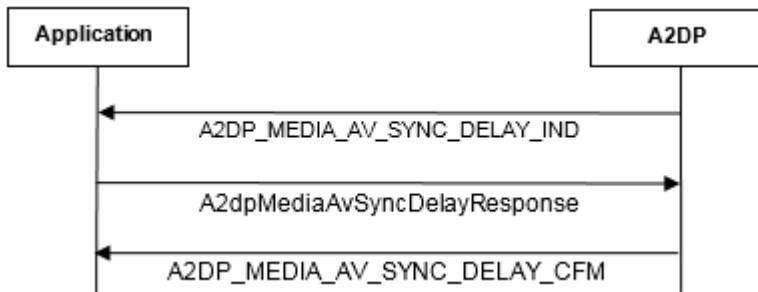 Application
A2DP
A2DP_MEDIA_AV_SYNC_DELAY_IND
A2dpMediaAvSyncDelayResponse
A2DP_MEDIA_AV_SYNC_DELAY_CFM